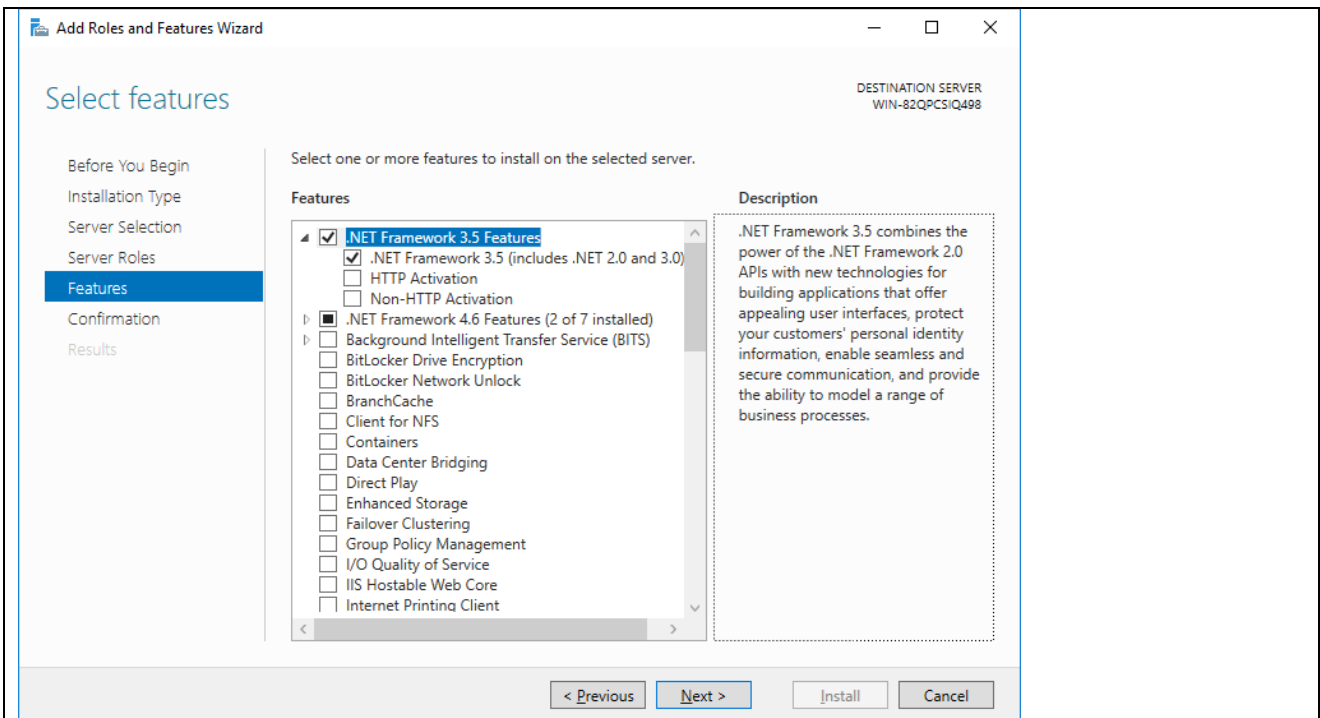 Add Roles and Features Wizard
Select features
DESTINATION SERVER
WIN-82QPCSIQ498
Before You Begin
Installation Type
Server Selection
Server Roles
Features
Confirmation
Results
Select one or more features to install on the selected server.
Features
.NET Framework 3.5 Features
.NET Framework 3.5 (includes .NET 2.0 and 3.0)
HTTP Activation
Non-HTTP Activation
.NET Framework 4.6 Features (2 of 7 installed)
Background Intelligent Transfer Service (BITS)
BitLocker Drive Encryption
BitLocker Network Unlock
BranchCache
Client for NFS
Containers
Data Center Bridging
Direct Play
Enhanced Storage
Failover Clustering
Group Policy Management
I/O Quality of Service
IIS Hostable Web Core
Internet Printing Client
Description
.NET Framework 3.5 combines the
power of the .NET Framework 2.0
APIs with new technologies for
building applications that offer
appealing user interfaces, protect
your customers' personal identity
information, enable seamless and
secure communication, and provide
the ability to model a range of
business processes.
< Previous
Next >
Install
Cancel